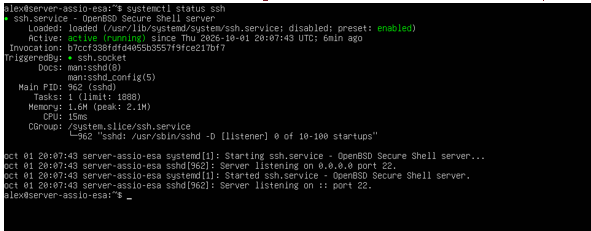 alex@server-assio-esa:~$ systemctl status ssh
● ssh.service - OpenBSD Secure Shell server
Loaded: loaded (/usr/lib/systemd/system/ssh.service; disabled; preset: enabled)
Active: active (running) since Thu 2026-10-01 20:07:43 UTC; 6min ago
Invocation: b7ccf338fdfd4055b3557f9fce217bf7
TriggeredBy: ● ssh.socket
Docs: man:sshd(8)
man:sshd_config(5)
Main PID: 962 (sshd)
Tasks: 1 (limit: 1888)
Memory: 1.6M (peak: 2.1M)
CPU: 15ms
CGroup: /system.slice/ssh.service
└─962 "sshd: /usr/sbin/sshd -D [listener] 0 of 10-100 startups"
oct 01 20:07:43 server-assio-esa systemd[1]: Starting ssh.service - OpenBSD Secure Shell server...
oct 01 20:07:43 server-assio-esa sshd[962]: Server listening on 0.0.0.0 port 22.
oct 01 20:07:43 server-assio-esa systemd[1]: Started ssh.service - OpenBSD Secure Shell server.
oct 01 20:07:43 server-assio-esa sshd[962]: Server listening on :: port 22.
alex@server-assio-esa:~$ _